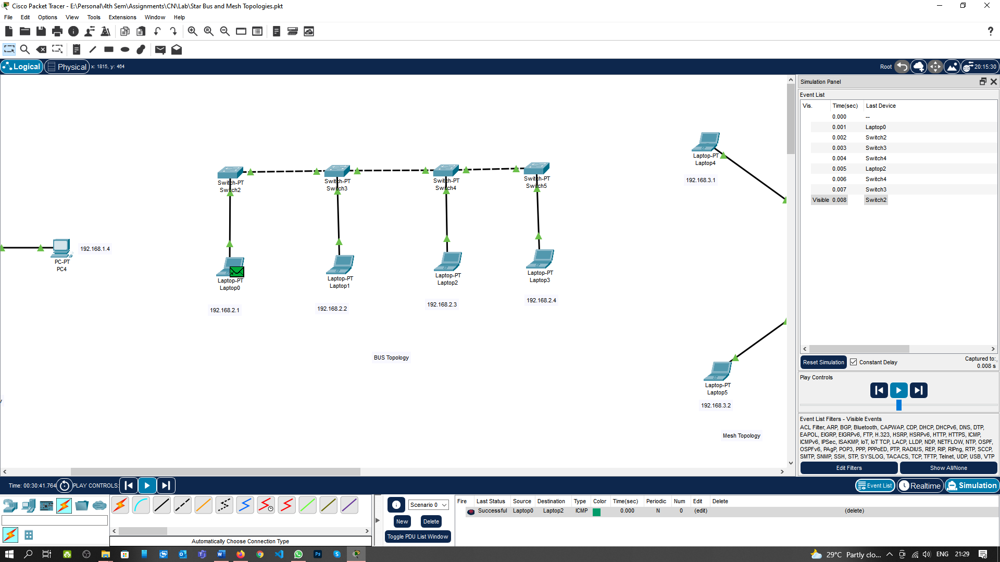 Cisco Packet Tracer - E:\Personal\4th Sem\Assignments\CN\Lab\Star Bus and Mesh Topologies.pkt
File Edit Options View Tools Extensions Window Help
Logical Physical x: 1815, y: 464 Root 20:15:30
Simulation Panel
Event List
Vis. Time(sec) Last Device
0.000 --
0.001 Laptop0
0.002 Switch2
0.003 Switch3
0.004 Switch4
0.005 Laptop2
0.006 Switch4
0.007 Switch3
Visible 0.008 Switch2
Reset Simulation Constant Delay Captured to:
0.008 s
Play Controls
Event List Filters - Visible Events
ACL Filter, ARP, BGP, Bluetooth, CAPWAP, CDP, DHCP, DHCPv6, DNS, DTP,
EAPOL, EIGRP, EIGRPv6, FTP, H.323, HSRP, HSRPv6, HTTP, HTTPS, ICMP,
ICMPv6, IPSec, ISAKMP, IoT, IoT TCP, LACP, LLDP, NDP, NETFLOW, NTP, OSPF,
OSPFv6, PAgP, POP3, PPP, PPPoED, PTP, RADIUS, REP, RIP, RIPng, RTP, SCCP,
SMTP, SNMP, SSH, STP, SYSLOG, TACACS, TCP, TFTP, Telnet, UDP, USB, VTP
Edit Filters Show All/None
Switch-PT
Switch2
Switch-PT
Switch3
Switch-PT
Switch4
Switch-PT
Switch5
Laptop-PT
Laptop4
192.168.3.1
PC-PT
PC4
192.168.1.4
Laptop-PT
Laptop0
192.168.2.1
Laptop-PT
Laptop1
192.168.2.2
Laptop-PT
Laptop2
192.168.2.3
Laptop-PT
Laptop3
192.168.2.4
BUS Topology
Laptop-PT
Laptop5
192.168.3.2
Mesh Topology
Time: 00:30:41.764 PLAY CONTROLS: Event List Realtime Simulation
Scenario 0
New Delete
Toggle PDU List Window
Fire Last Status Source Destination Type Color Time(sec) Periodic Num Edit Delete
Successful Laptop0 Laptop2 ICMP 0.000 N 0 (edit) (delete)
Automatically Choose Connection Type
29°C Partly clo... ENG 21:29